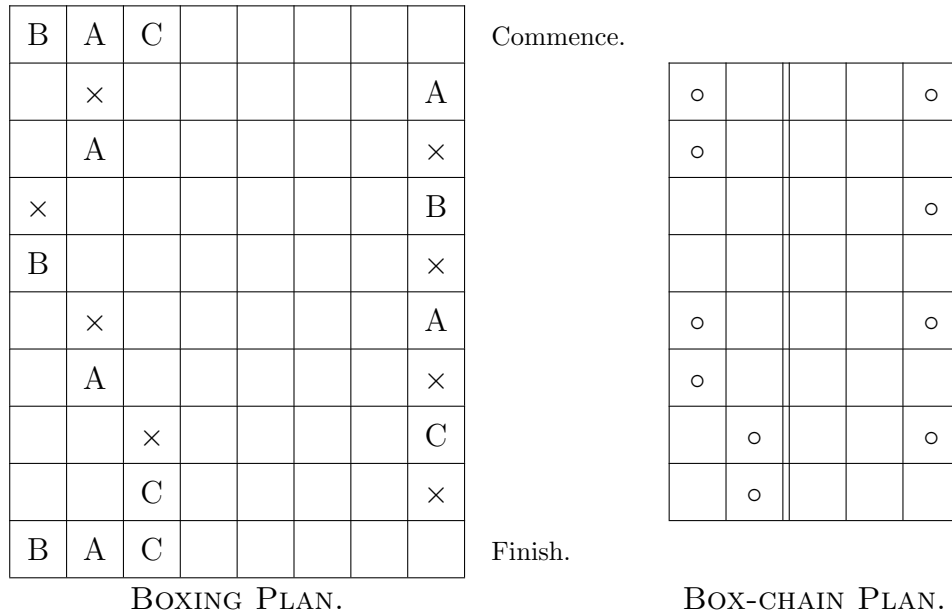 B A C Commence.
× A ○ ○
A × ○
× B ○
B ×
× A ○ ○
A × ○
× C ○ ○
C × ○
B A C Finish.
BOXING PLAN. BOX-CHAIN PLAN.